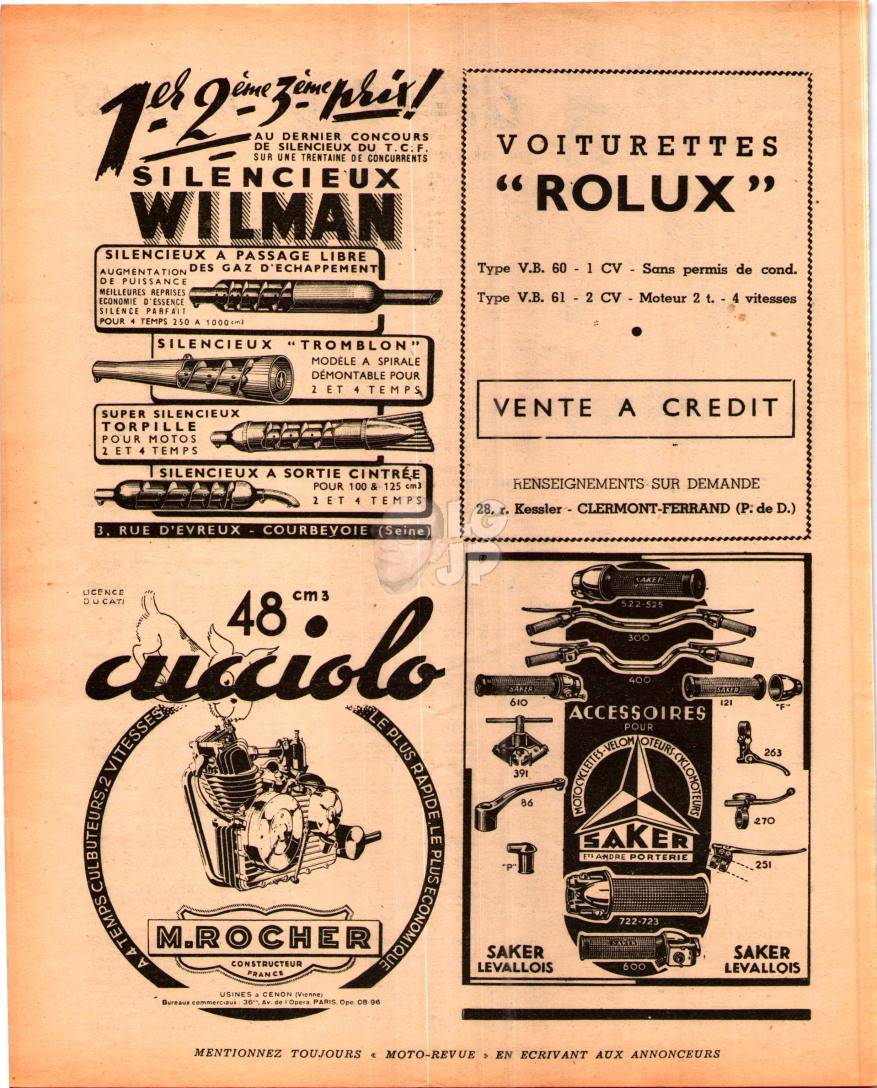 1er 2ème 3ème prix!
AU DERNIER CONCOURS
DE SILENCIEUX DU T.C.F.
SUR UNE TRENTAINE DE CONCURRENTS
SILENCIEUX
WILMAN
SILENCIEUX A PASSAGE LIBRE
DES GAZ D'ECHAPPEMENT
AUGMENTATION
DE PUISSANCE
MEILLEURES REPRISES
ECONOMIE D'ESSENCE
SILENCE PARFAIT
POUR 4 TEMPS 250 A 1000 cm3
SILENCIEUX "TROMBLON"
MODÈLE A SPIRALE
DÉMONTABLE POUR
2 ET 4 TEMPS
SUPER SILENCIEUX
TORPILLE
POUR MOTOS
2 ET 4 TEMPS
SILENCIEUX A SORTIE CINTRÉE
POUR 100 & 125 cm3
2 ET 4 TEMPS
3, RUE D'EVREUX - COURBEVOIE (Seine)
VOITURETTES
"ROLUX"
Type V.B. 60 - 1 CV - Sans permis de cond.
Type V.B. 61 - 2 CV - Moteur 2 t. - 4 vitesses
VENTE A CREDIT
RENSEIGNEMENTS SUR DEMANDE
28, r. Kessler - CLERMONT-FERRAND (P. de D.)
JP
LICENCE
DUCATI
48 cm3
cucciolo
A 4 TEMPS CULBUTEURS, 2 VITESSES
LE PLUS RAPIDE, LE PLUS ECONOMIQUE
M.ROCHER
CONSTRUCTEUR
FRANCE
USINES à CENON (Vienne)
Bureaux commerciaux : 36bis, Av. de l'Opera, PARIS. Ope. 08-96
SAKER
522-525
300
400
SAKER
610
SAKER
121
"F"
ACCESSOIRES
POUR
MOTOCYCLETTES-VELOMOTEURS-CYCLOMOTEURS
391
86
"P"
263
270
251
SAKER
ETS ANDRE PORTERIE
722-723
SAKER
600
SAKER
LEVALLOIS
SAKER
LEVALLOIS
MENTIONNEZ TOUJOURS « MOTO-REVUE » EN ECRIVANT AUX ANNONCEURS